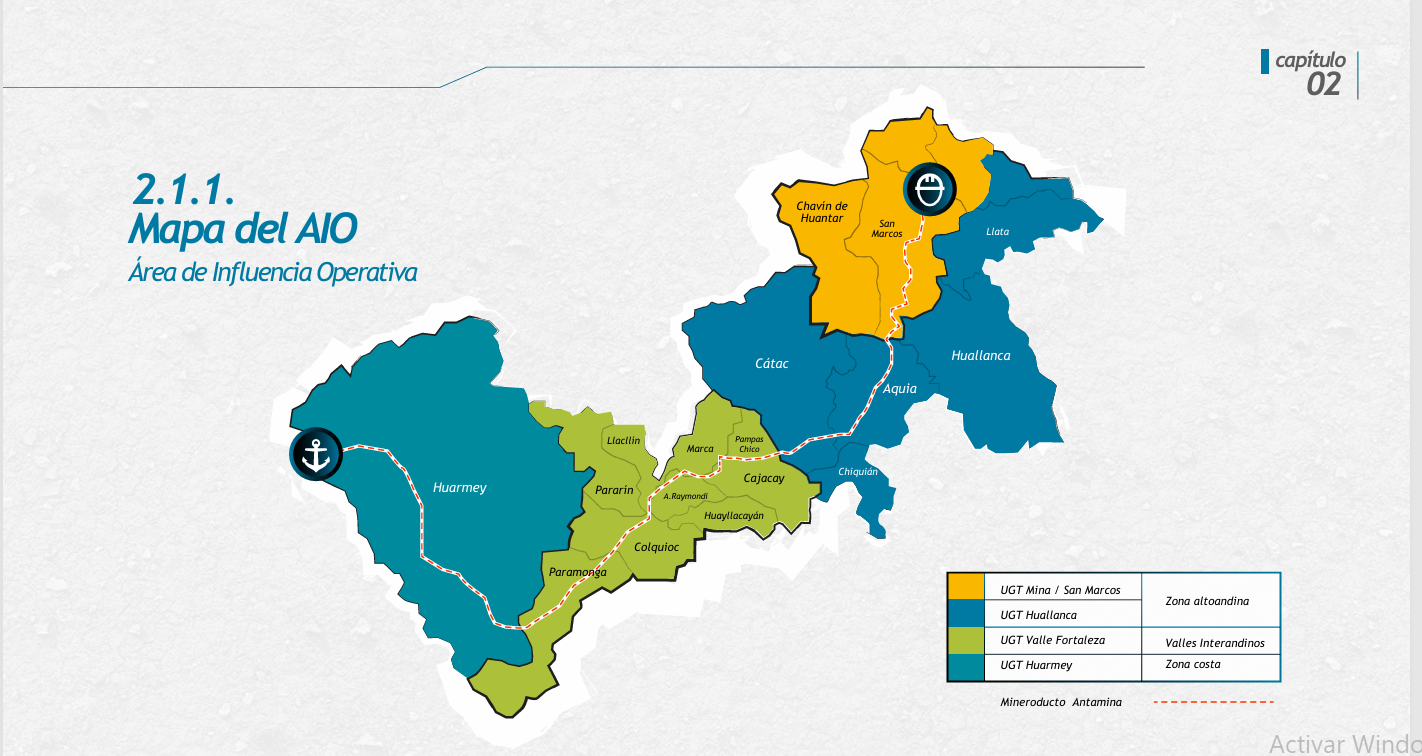 capítulo
02
2.1.1.
Mapa del AIO
Área de Influencia Operativa
Chavín de
Huantar
San
Marcos
Llata
Cátac
Huallanca
Aquia
Llacllin
Marca
Pampas
Chico
Chiquián
Cajacay
Huarmey
Pararín
A.Raymondi
Huayllacayán
Colquioc
Paramonga
UGT Mina / San Marcos
Zona altoandina
UGT Huallanca
UGT Valle Fortaleza
Valles Interandinos
UGT Huarmey
Zona costa
Mineroducto Antamina
Activar Windo